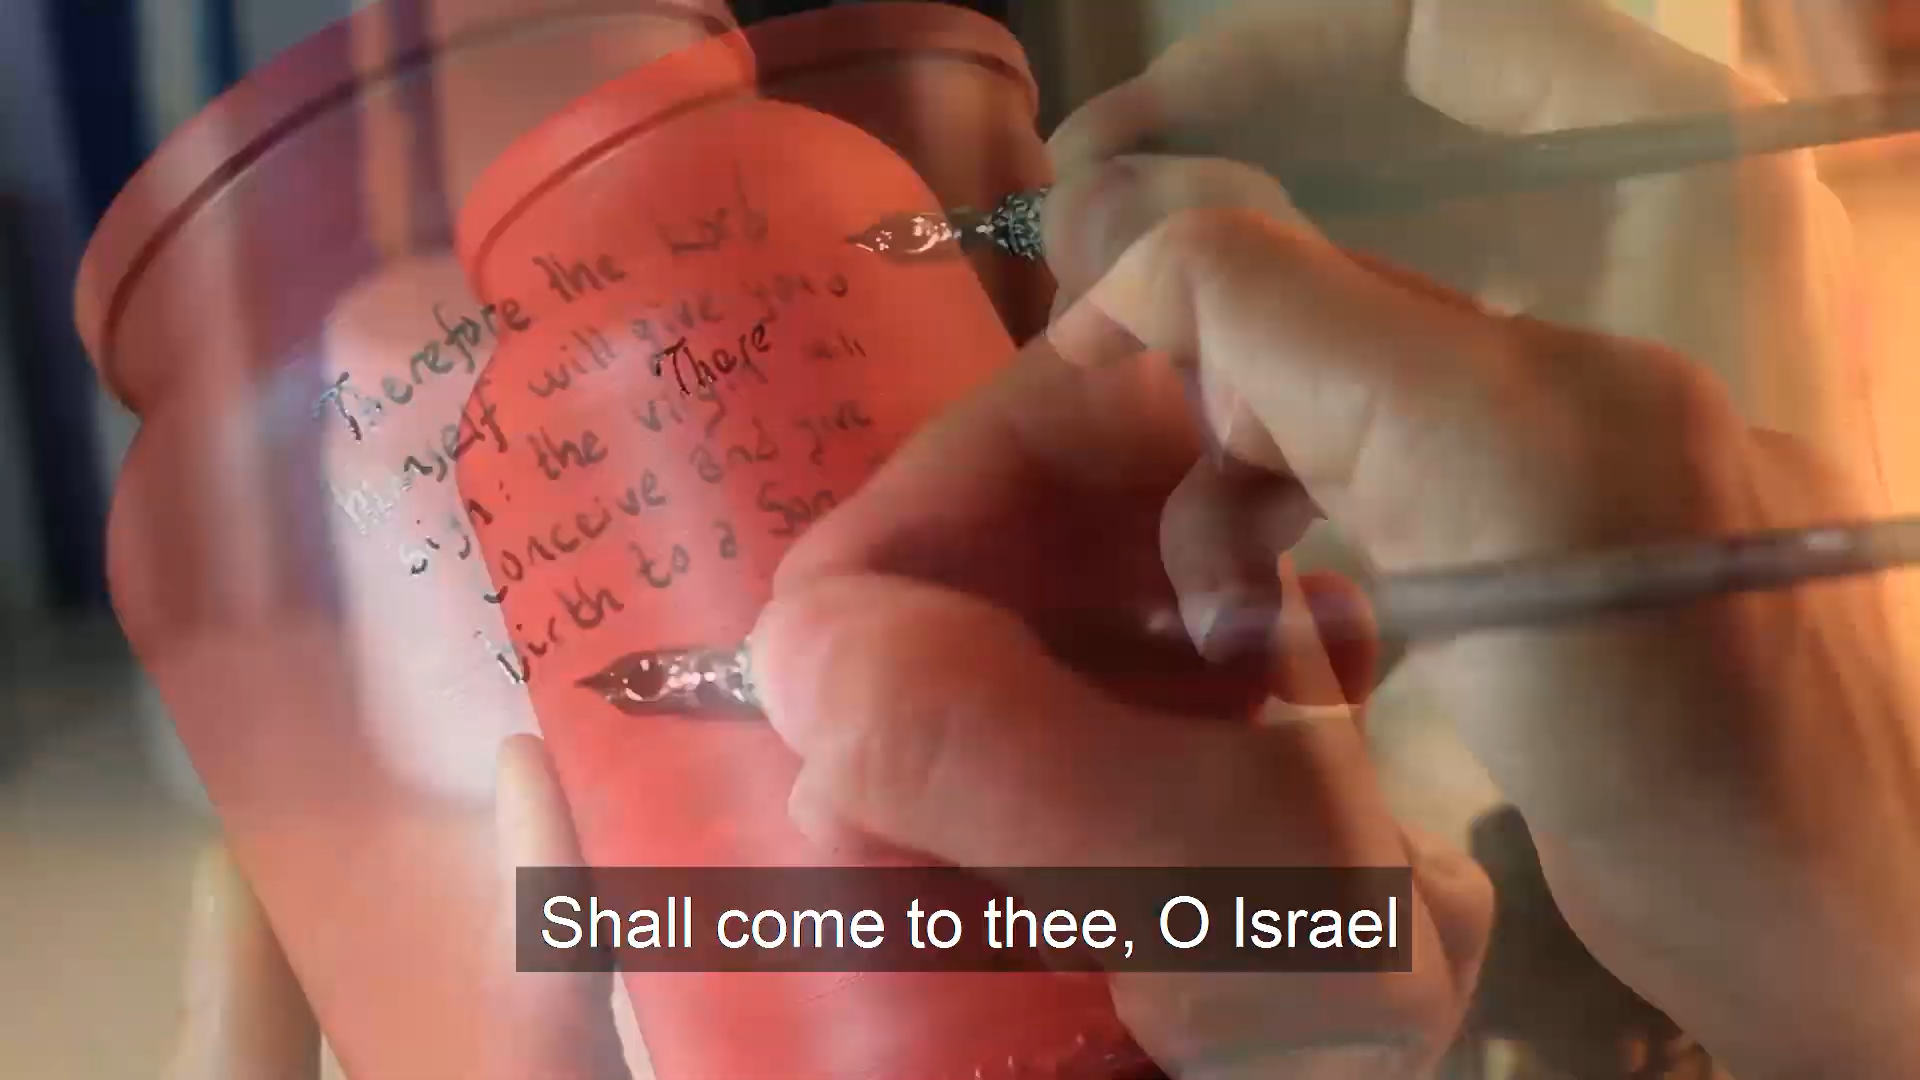 Therefore the Lord
himself will give you a
sign: the virgin will
conceive and give
birth to a Son
There
Shall come to thee, O Israel